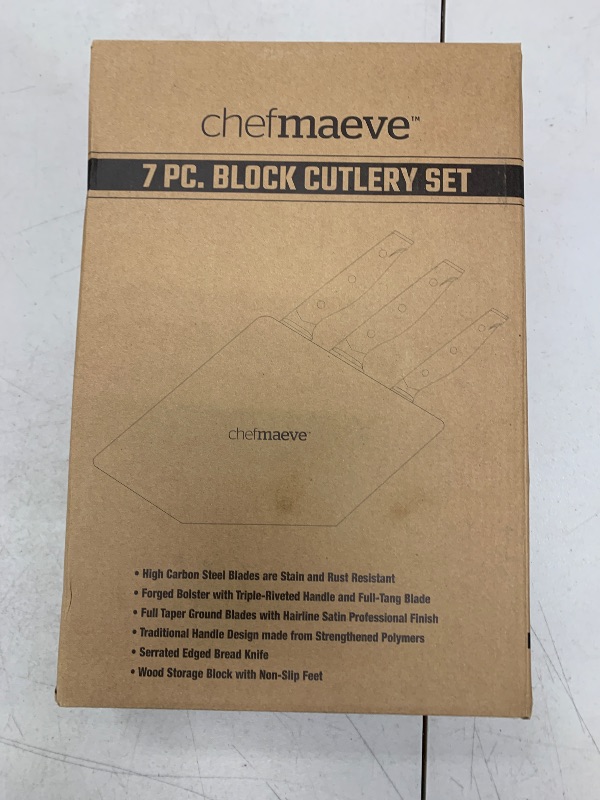 chefmaeve™
7 PC. BLOCK CUTLERY SET
chefmaeve™
• High Carbon Steel Blades are Stain and Rust Resistant
• Forged Bolster with Triple-Riveted Handle and Full-Tang Blade
• Full Taper Ground Blades with Hairline Satin Professional Finish
• Traditional Handle Design made from Strengthened Polymers
• Serrated Edged Bread Knife
• Wood Storage Block with Non-Slip Feet